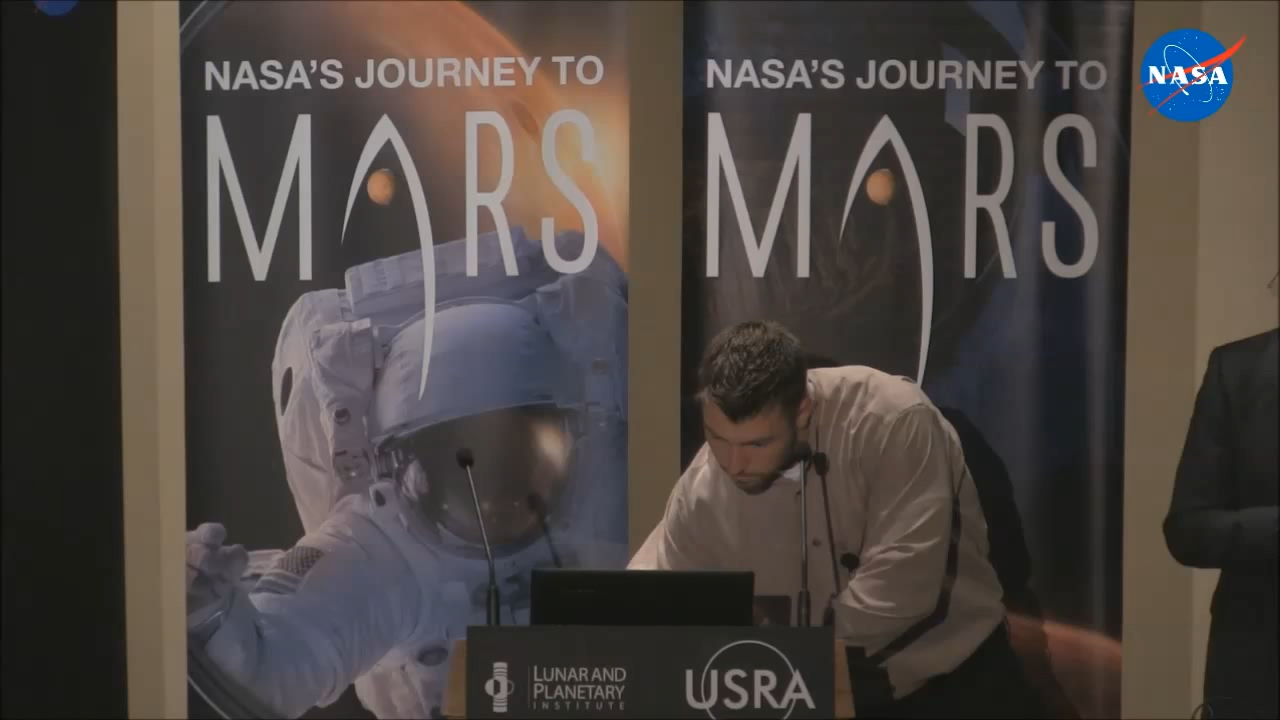 NASA'S JOURNEY TO
MARS
NASA'S JOURNEY TO
MARS
NASA
LUNAR AND
PLANETARY
INSTITUTE
USRA